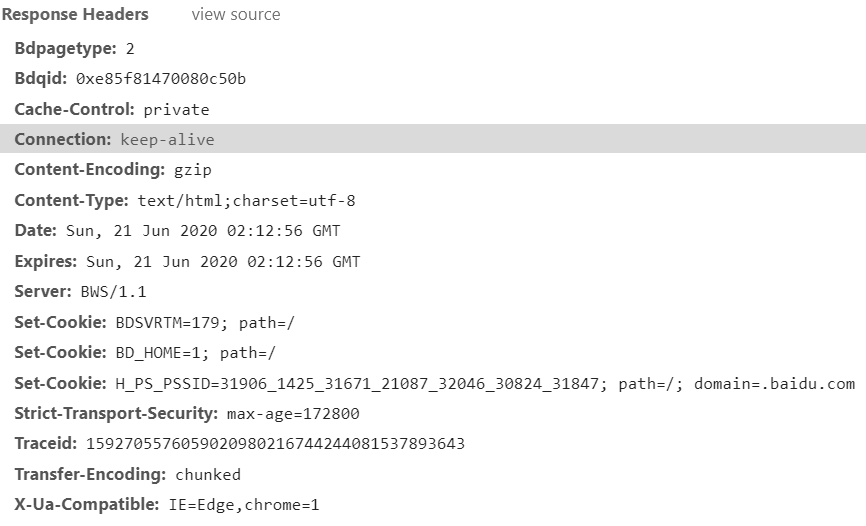 Response Headers view source
Bdpagetype: 2
Bdqid: 0xe85f81470080c50b
Cache-Control: private
Connection: keep-alive
Content-Encoding: gzip
Content-Type: text/html;charset=utf-8
Date: Sun, 21 Jun 2020 02:12:56 GMT
Expires: Sun, 21 Jun 2020 02:12:56 GMT
Server: BWS/1.1
Set-Cookie: BDSVRTM=179; path=/
Set-Cookie: BD_HOME=1; path=/
Set-Cookie: H_PS_PSSID=31906_1425_31671_21087_32046_30824_31847; path=/; domain=.baidu.com
Strict-Transport-Security: max-age=172800
Traceid: 1592705576059020980216744244081537893643
Transfer-Encoding: chunked
X-Ua-Compatible: IE=Edge,chrome=1